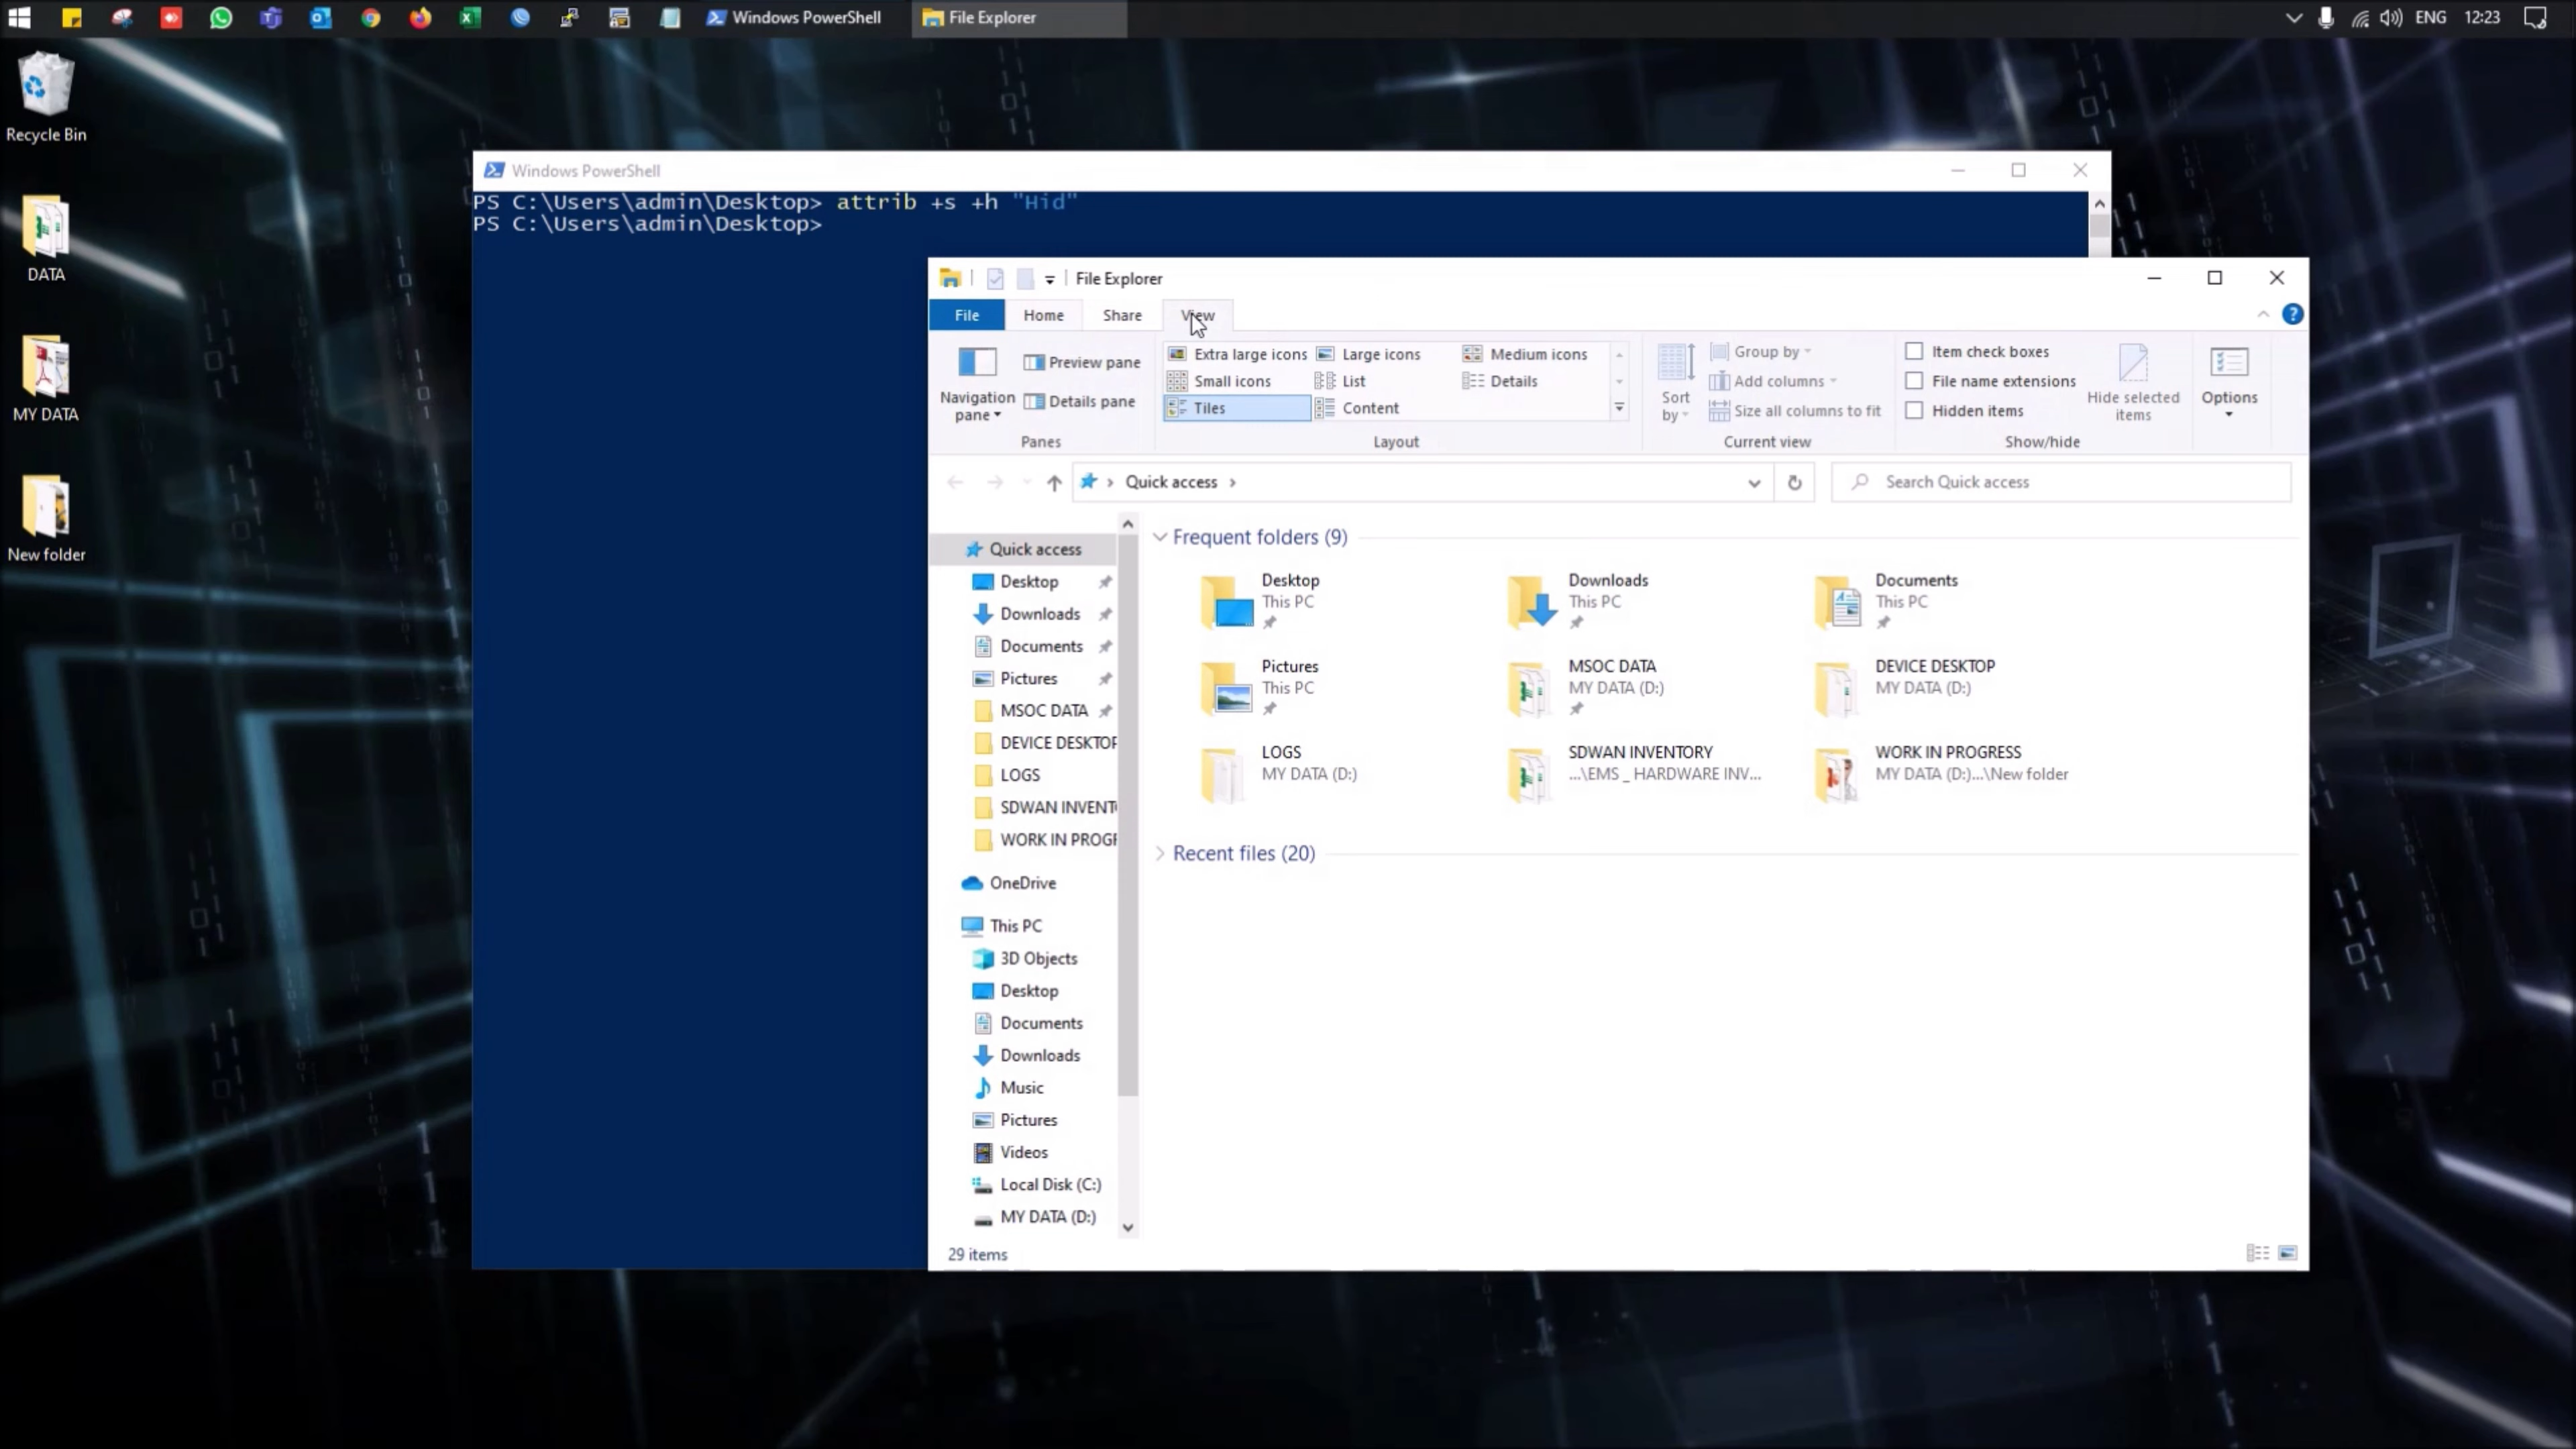 Windows PowerShell
File Explorer
ENG
12:23
Recycle Bin
DATA
MY DATA
New folder
Windows PowerShell
PS C:\Users\admin\Desktop> attrib +s +h "Hid"
PS C:\Users\admin\Desktop>
File Explorer
File
Home
Share
View
Navigation
pane
Preview pane
Details pane
Panes
Extra large icons
Large icons
Medium icons
Small icons
List
Details
Tiles
Content
Layout
Sort
by
Group by
Add columns
Size all columns to fit
Current view
Item check boxes
File name extensions
Hidden items
Hide selected
items
Show/hide
Options
Quick access
Search Quick access
Quick access
Desktop
Downloads
Documents
Pictures
MSOC DATA
DEVICE DESKTOP
LOGS
SDWAN INVENT
WORK IN PROGR
OneDrive
This PC
3D Objects
Desktop
Documents
Downloads
Music
Pictures
Videos
Local Disk (C:)
MY DATA (D:)
Frequent folders (9)
Desktop
This PC
Downloads
This PC
Documents
This PC
Pictures
This PC
MSOC DATA
MY DATA (D:)
DEVICE DESKTOP
MY DATA (D:)
LOGS
MY DATA (D:)
SDWAN INVENTORY
...\EMS _ HARDWARE INV...
WORK IN PROGRESS
MY DATA (D:)...\New folder
Recent files (20)
29 items